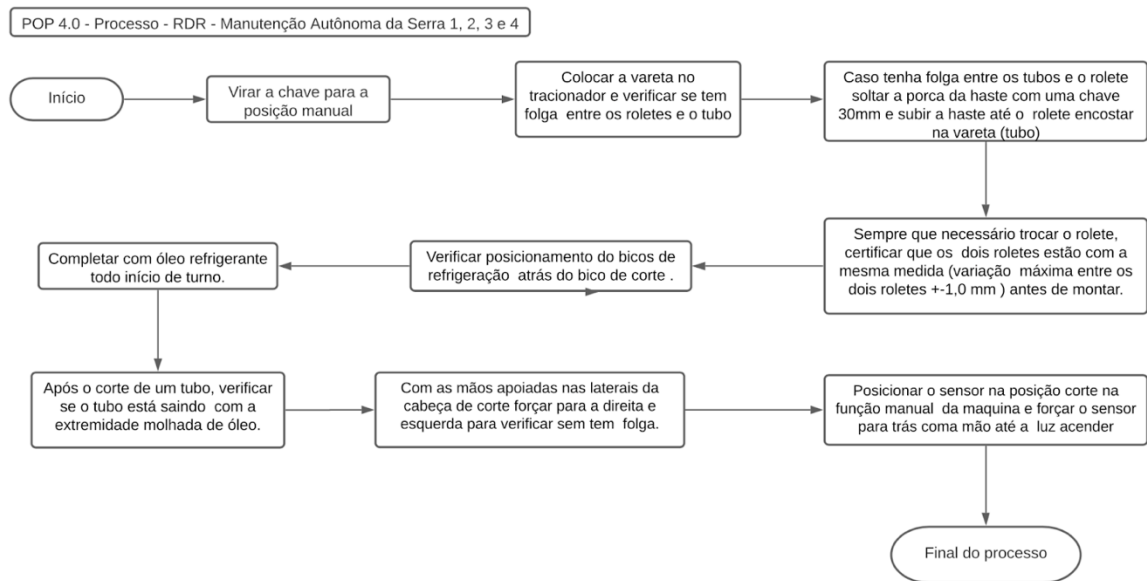 POP 4.0 - Processo - RDR - Manutenção Autônoma da Serra 1, 2, 3 e 4
Início
Virar a chave para a
posição manual
Colocar a vareta no
tracionador e verificar se tem
folga entre os roletes e o tubo
Caso tenha folga entre os tubos e o rolete
soltar a porca da haste com uma chave
30mm e subir a haste até o rolete encostar
na vareta (tubo)
Sempre que necessário trocar o rolete,
certificar que os dois roletes estão com a
mesma medida (variação máxima entre os
dois roletes +-1,0 mm ) antes de montar.
Verificar posicionamento do bicos de
refrigeração atrás do bico de corte .
Completar com óleo refrigerante
todo início de turno.
Após o corte de um tubo, verificar
se o tubo está saindo com a
extremidade molhada de óleo.
Com as mãos apoiadas nas laterais da
cabeça de corte forçar para a direita e
esquerda para verificar sem tem folga.
Posicionar o sensor na posição corte na
função manual da maquina e forçar o sensor
para trás coma mão até a luz acender
Final do processo